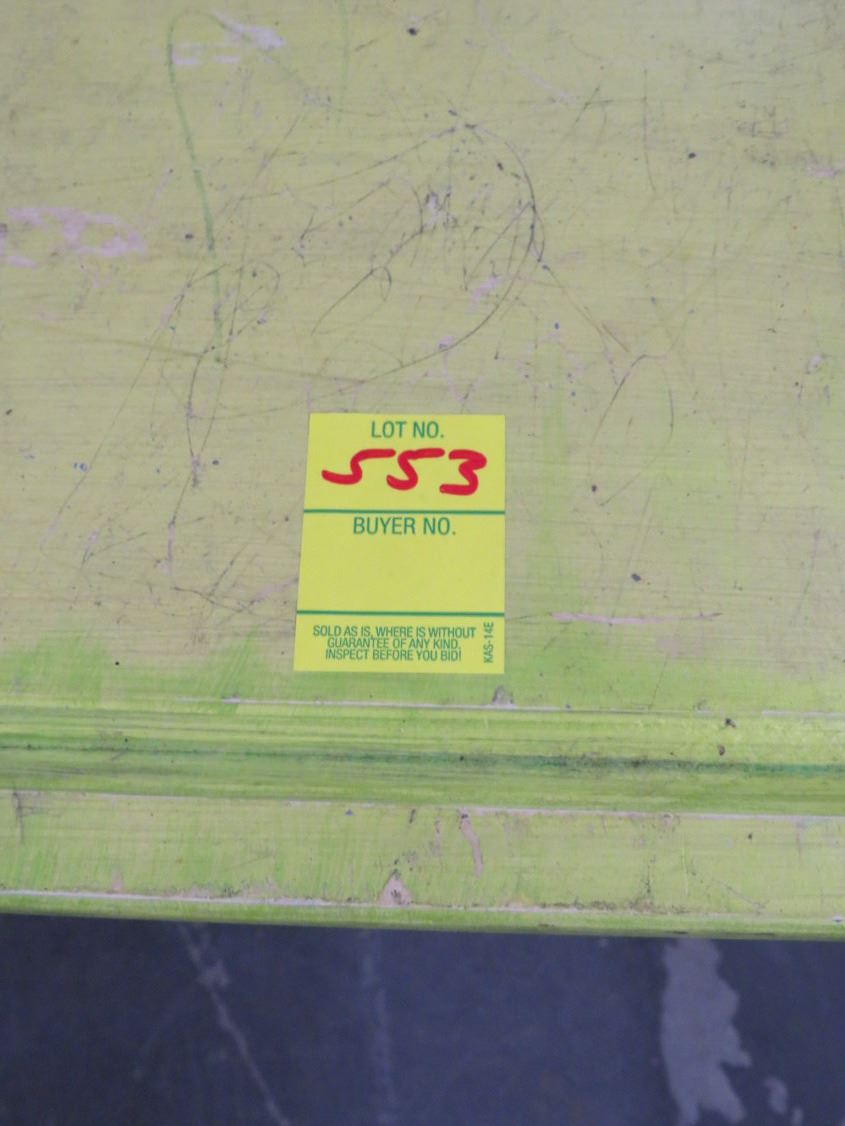 LOT NO.
553
BUYER NO.
SOLD AS IS, WHERE IS WITHOUT
GUARANTEE OF ANY KIND.
INSPECT BEFORE YOU BID!
KAS-14E